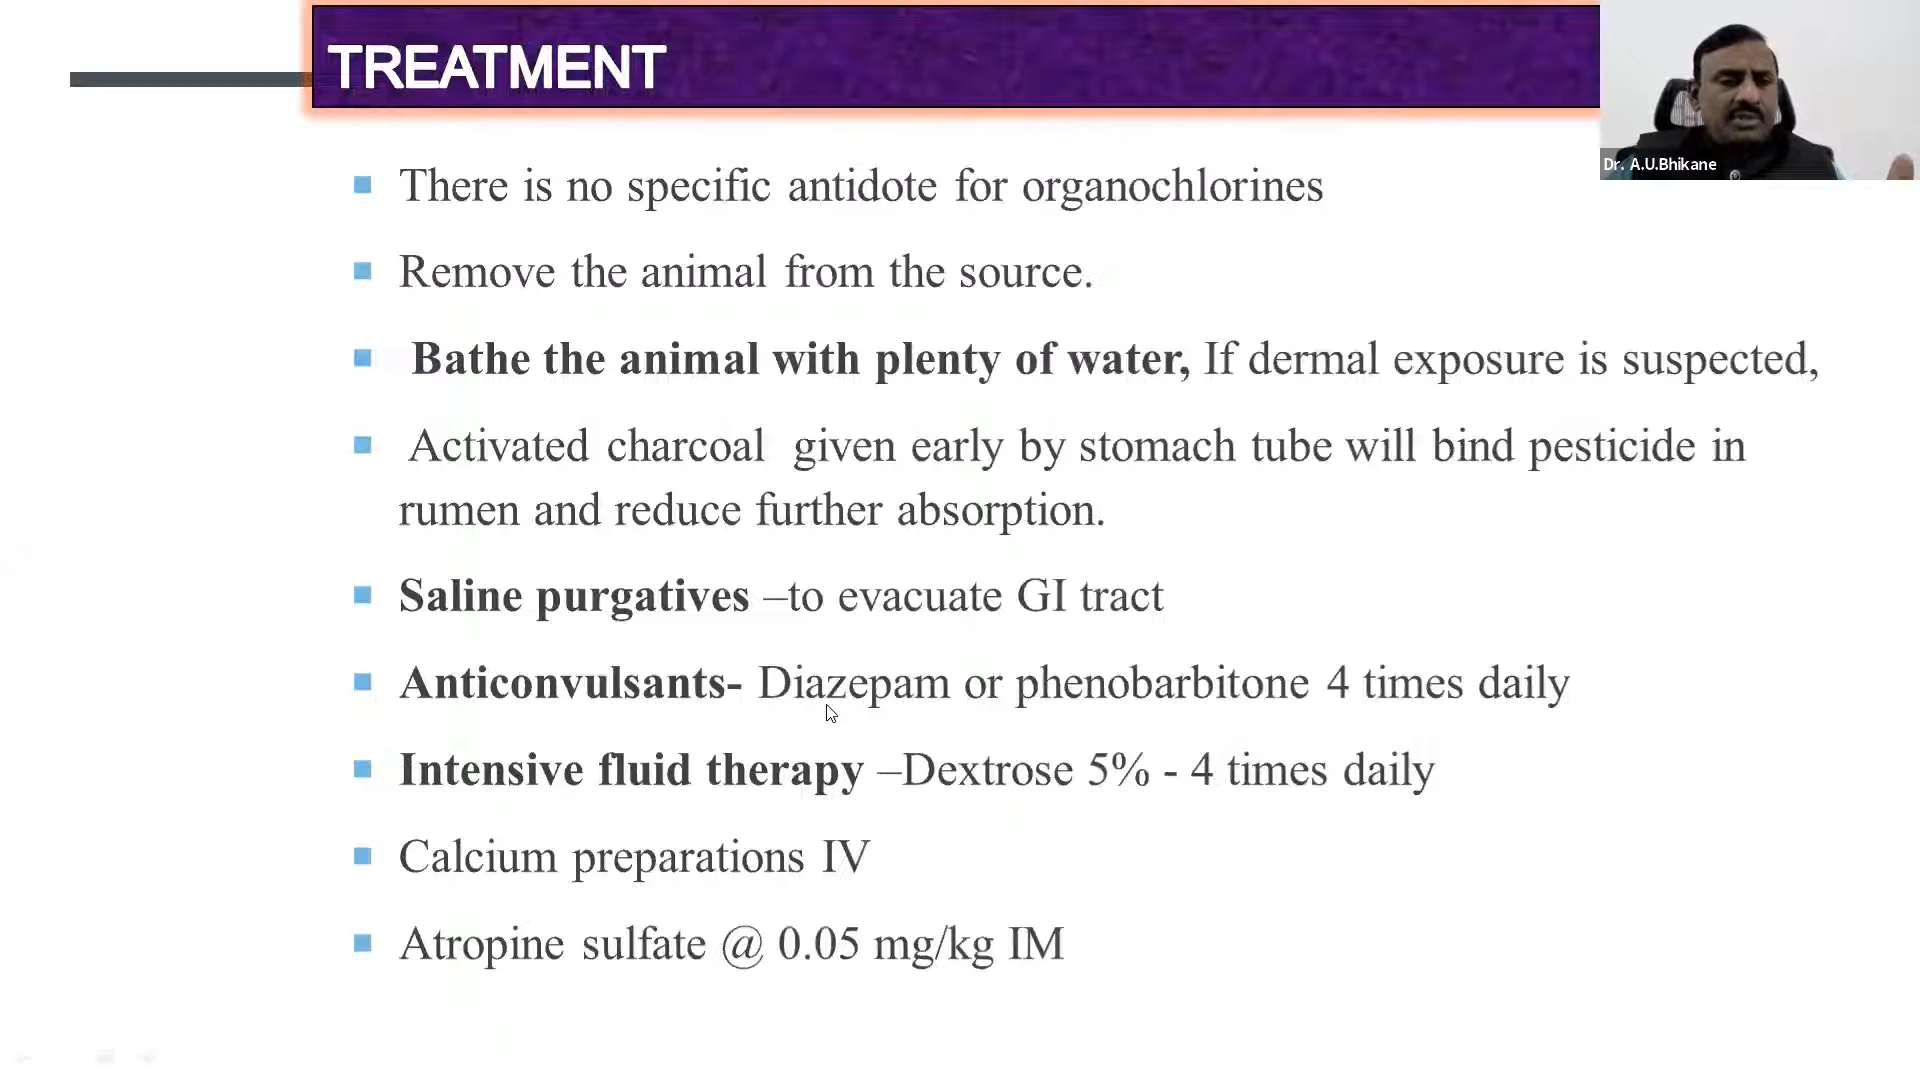 TREATMENT
Dr. A.U.Bhikane
There is no specific antidote for organochlorines
Remove the animal from the source.
Bathe the animal with plenty of water, If dermal exposure is suspected,
Activated charcoal given early by stomach tube will bind pesticide in
rumen and reduce further absorption.
Saline purgatives –to evacuate GI tract
Anticonvulsants- Diazepam or phenobarbitone 4 times daily
Intensive fluid therapy –Dextrose 5% - 4 times daily
Calcium preparations IV
Atropine sulfate @ 0.05 mg/kg IM